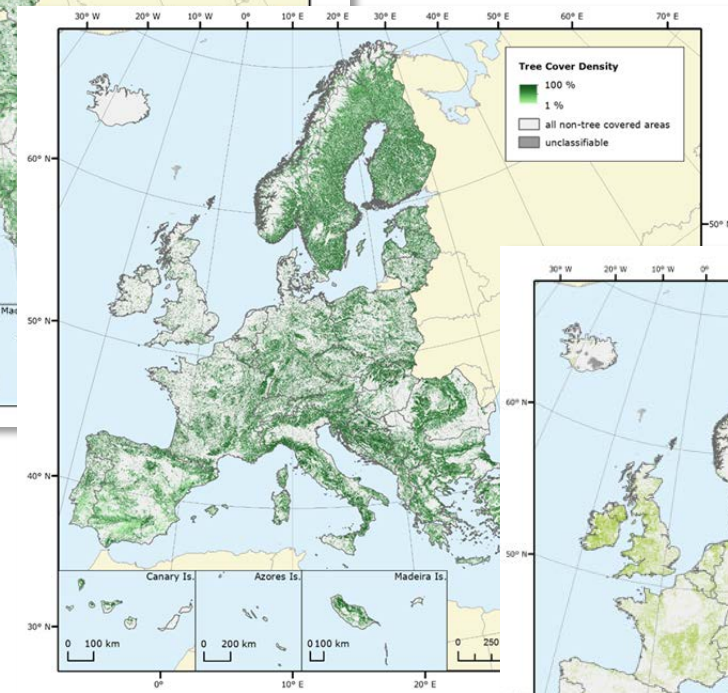 30° W 20° W 10° W 0° 10° E 20° E 30° E 40° E 50° E 60° E 70° E
Tree Cover Density
100 %
1 %
all non-tree covered areas
unclassifiable
60° N
50° N
40° N
30° N
Canary Is.
0 100 km
Azores Is.
0 200 km
Madeira Is.
0 100 km
0 250
0° 10° E 20° E
30° W 20° W 10° W 0°
60° N
50° N